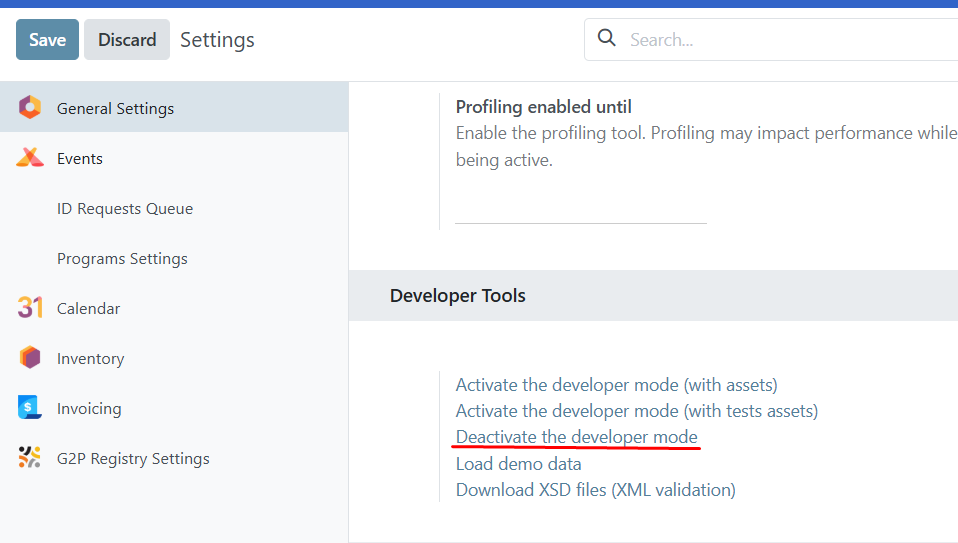 Save
Discard
Settings
Search...
General Settings
Events
ID Requests Queue
Programs Settings
31 Calendar
Inventory
$ Invoicing
G2P Registry Settings
Profiling enabled until
Enable the profiling tool. Profiling may impact performance while
being active.
Developer Tools
Activate the developer mode (with assets)
Activate the developer mode (with tests assets)
Deactivate the developer mode
Load demo data
Download XSD files (XML validation)